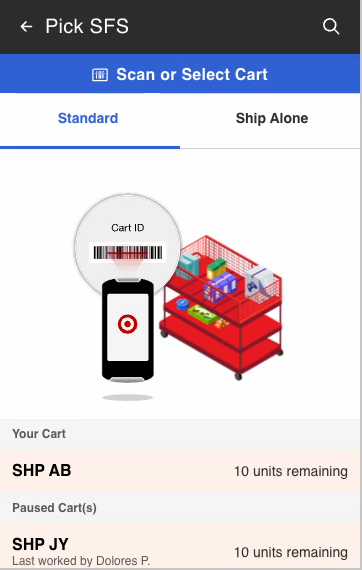 Pick SFS
Scan or Select Cart
Standard
Ship Alone
Cart ID
Your Cart
SHP AB
10 units remaining
Paused Cart(s)
SHP JY
10 units remaining
Last worked by Dolores P.